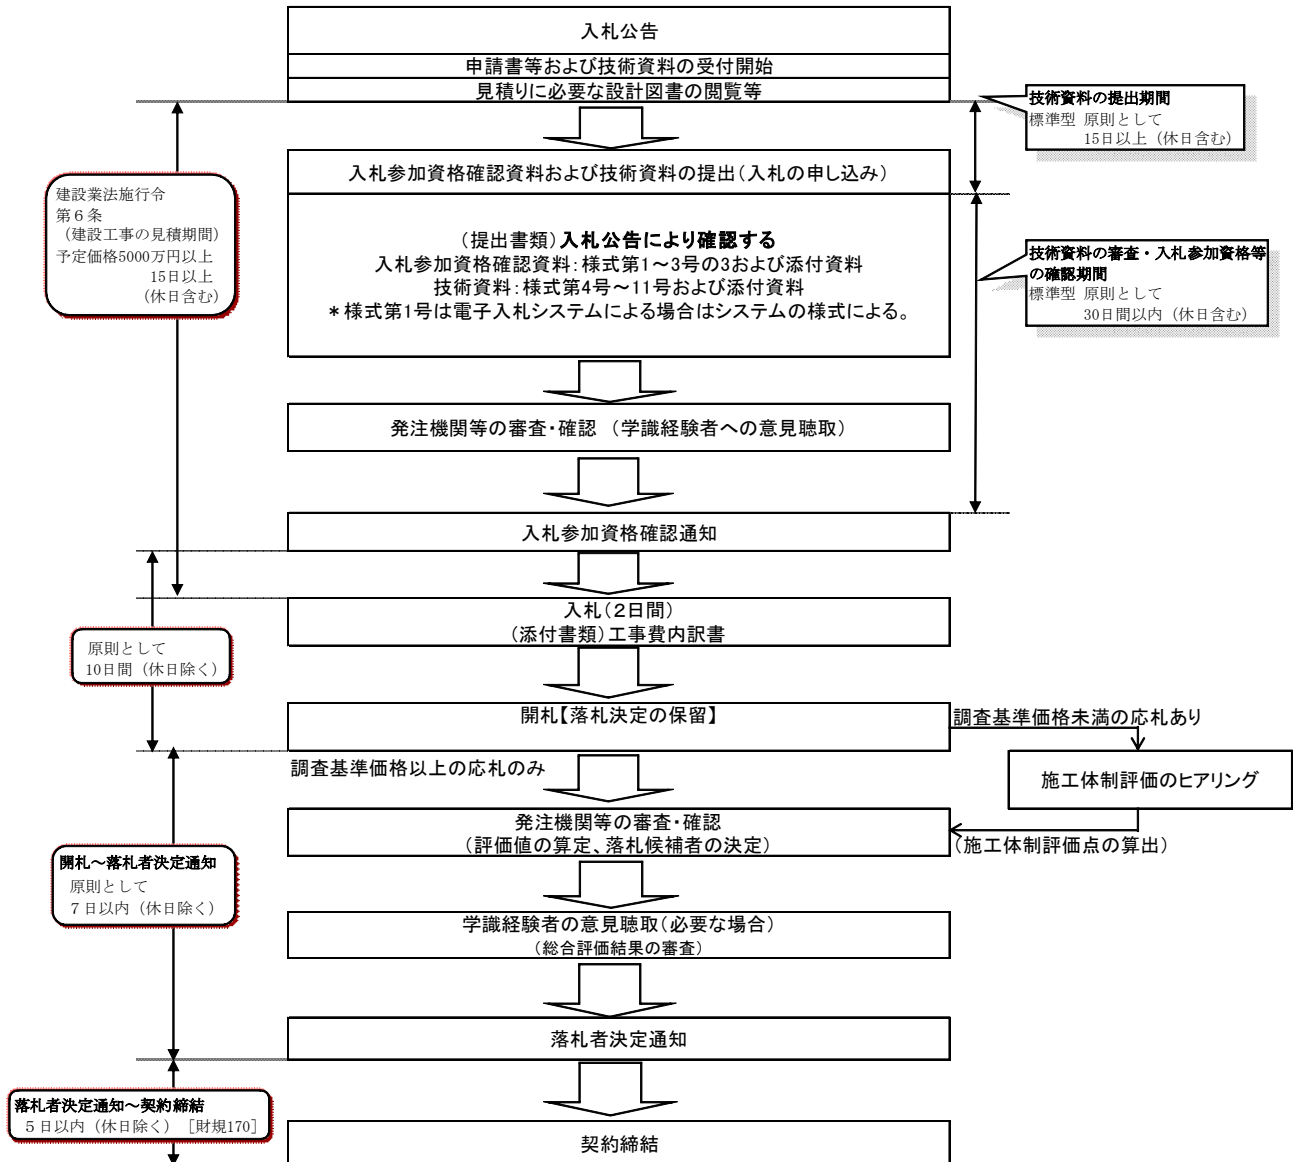 入札公告
申請書等および技術資料の受付開始
見積りに必要な設計図書の閲覧等
技術資料の提出期間
標準型 原則として
15日以上（休日含む）
入札参加資格確認資料および技術資料の提出（入札の申し込み）
建設業法施行令
第６条
（建設工事の見積期間）
予定価格5000万円以上
15日以上
（休日含む）
（提出書類）入札公告により確認する
入札参加資格確認資料：様式第1～3号の3および添付資料
技術資料：様式第4号～11号および添付資料
＊様式第1号は電子入札システムによる場合はシステムの様式による。
技術資料の審査・入札参加資格等
の確認期間
標準型 原則として
30日間以内（休日含む）
発注機関等の審査・確認 （学識経験者への意見聴取）
入札参加資格確認通知
入札（２日間）
（添付書類）工事費内訳書
原則として
10日間（休日除く）
開札【落札決定の保留】
調査基準価格未満の応札あり
調査基準価格以上の応札のみ
施工体制評価のヒアリング
発注機関等の審査・確認
（評価値の算定、落札候補者の決定）
（施工体制評価点の算出）
開札～落札者決定通知
原則として
７日以内（休日除く）
学識経験者の意見聴取（必要な場合）
（総合評価結果の審査）
落札者決定通知
落札者決定通知～契約締結
５日以内（休日除く） ［財規170］
契約締結